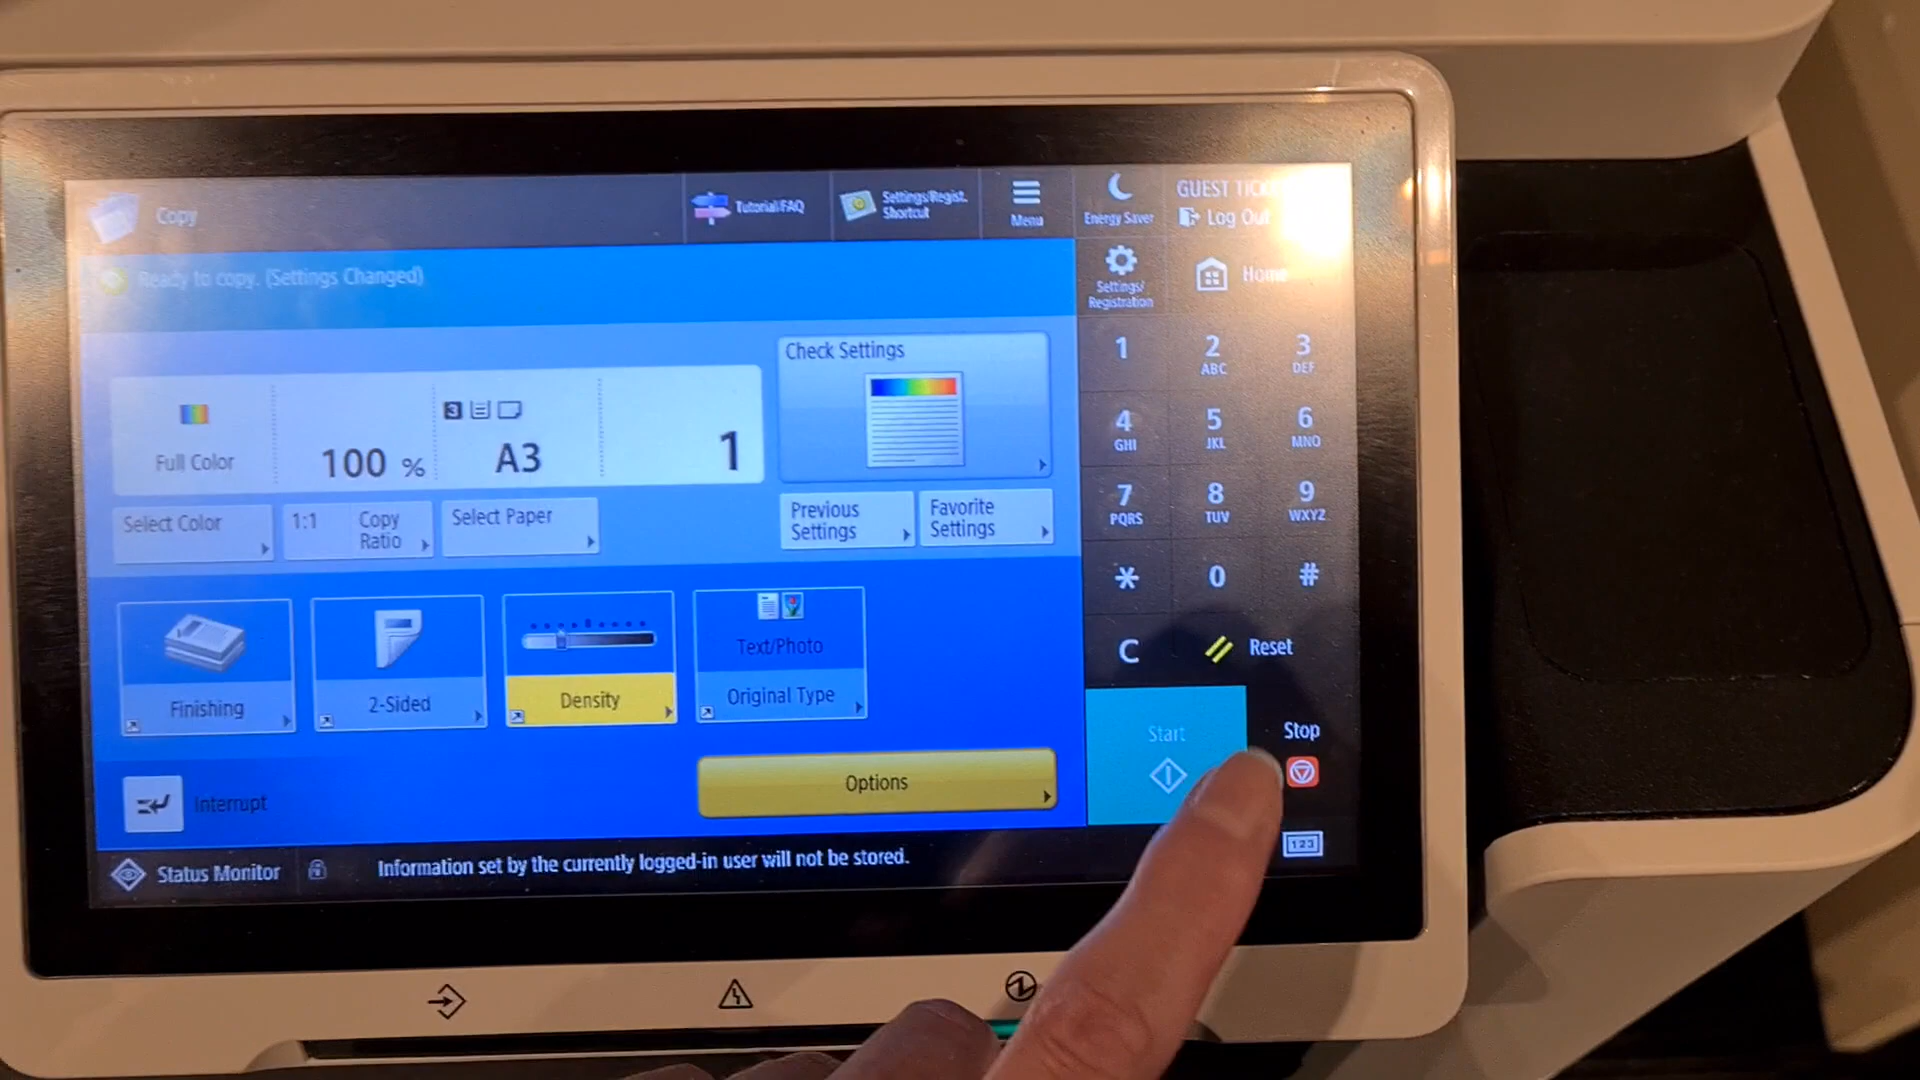 Copy
Tutorial/FAQ
Settings/Regist.
Shortcut
Menu
Energy Saver
GUEST
Log Out
Ready to copy. (Settings Changed)
Settings/
Registration
Home
Check Settings
Full Color
100 %
3
A3
1
Select Color
1:1
Copy
Ratio
Select Paper
Previous
Settings
Favorite
Settings
1
2
ABC
3
DEF
4
GHI
5
JKL
6
MNO
7
PQRS
8
TUV
9
WXYZ
*
0
#
C
Reset
Finishing
2-Sided
Density
Text/Photo
Original Type
Start
Stop
Interrupt
Options
123
Status Monitor
Information set by the currently logged-in user will not be stored.